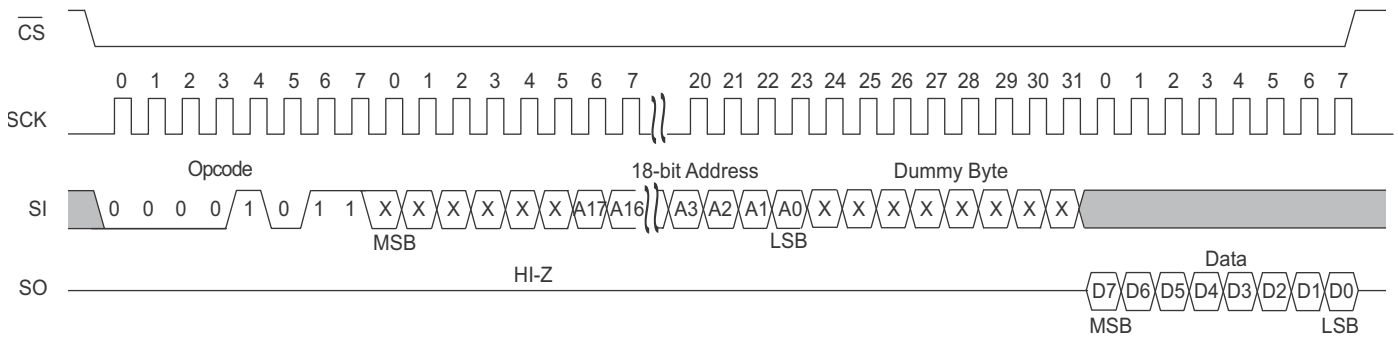 CS
0 1 2 3 4 5 6 7 0 1 2 3 4 5 6 7 20 21 22 23 24 25 26 27 28 29 30 31 0 1 2 3 4 5 6 7
SCK
Opcode 18-bit Address Dummy Byte
SI 0 0 0 0 1 0 1 1 X X X X X X A17 A16 A3 A2 A1 A0 X X X X X X X X
MSB LSB
HI-Z Data
SO D7 D6 D5 D4 D3 D2 D1 D0
MSB LSB